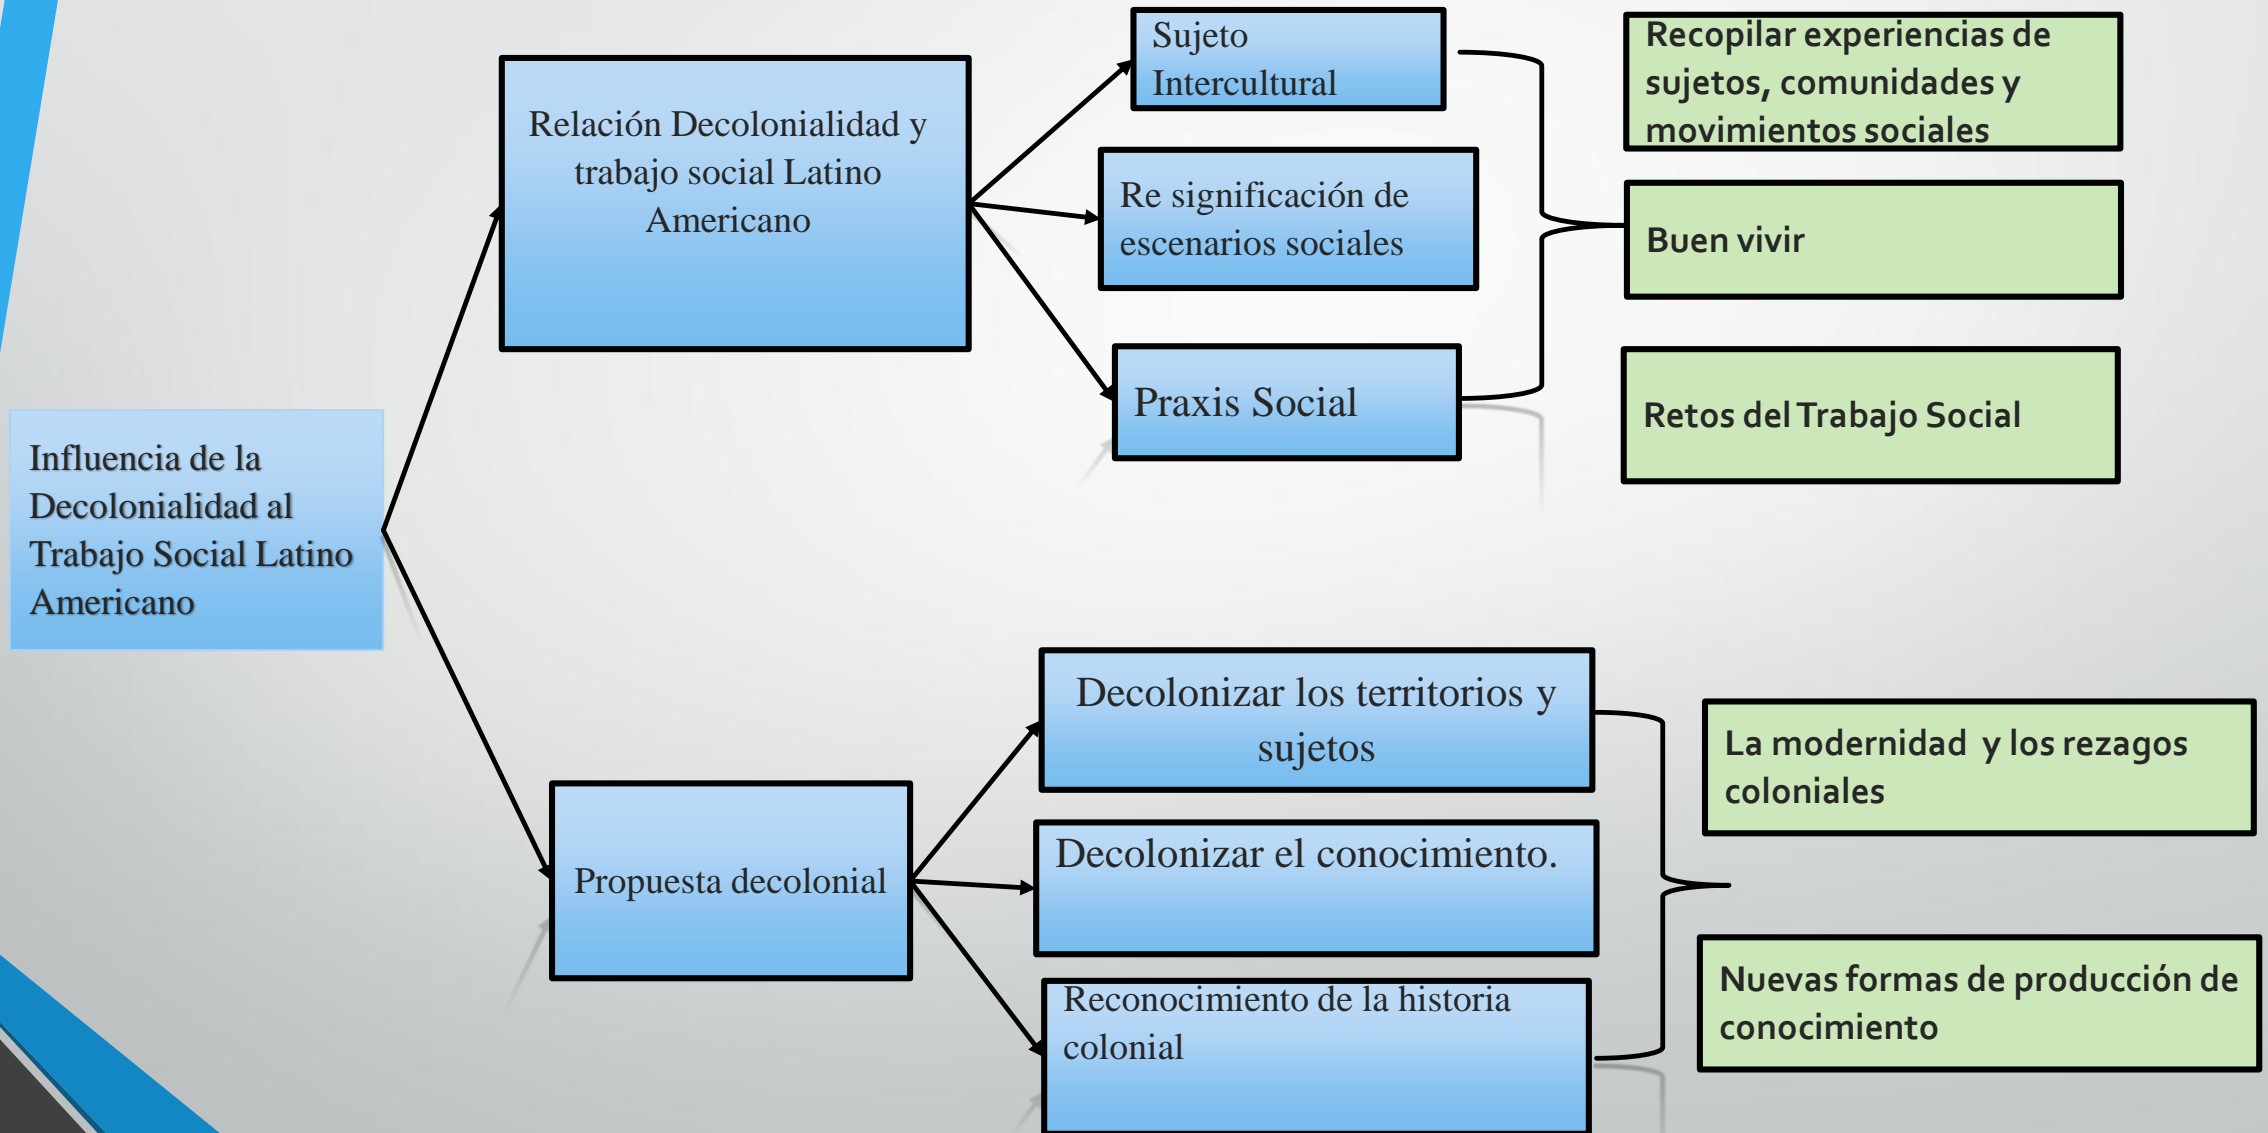 Influencia de la
Decolonialidad al
Trabajo Social Latino
Americano
Relación Decolonialidad y
trabajo social Latino
Americano
Sujeto
Intercultural
Re significación de
escenarios sociales
Praxis Social
Recopilar experiencias de
sujetos, comunidades y
movimientos sociales
Buen vivir
Retos del Trabajo Social
Propuesta decolonial
Decolonizar los territorios y
sujetos
Decolonizar el conocimiento.
Reconocimiento de la historia
colonial
La modernidad y los rezagos
coloniales
Nuevas formas de producción de
conocimiento